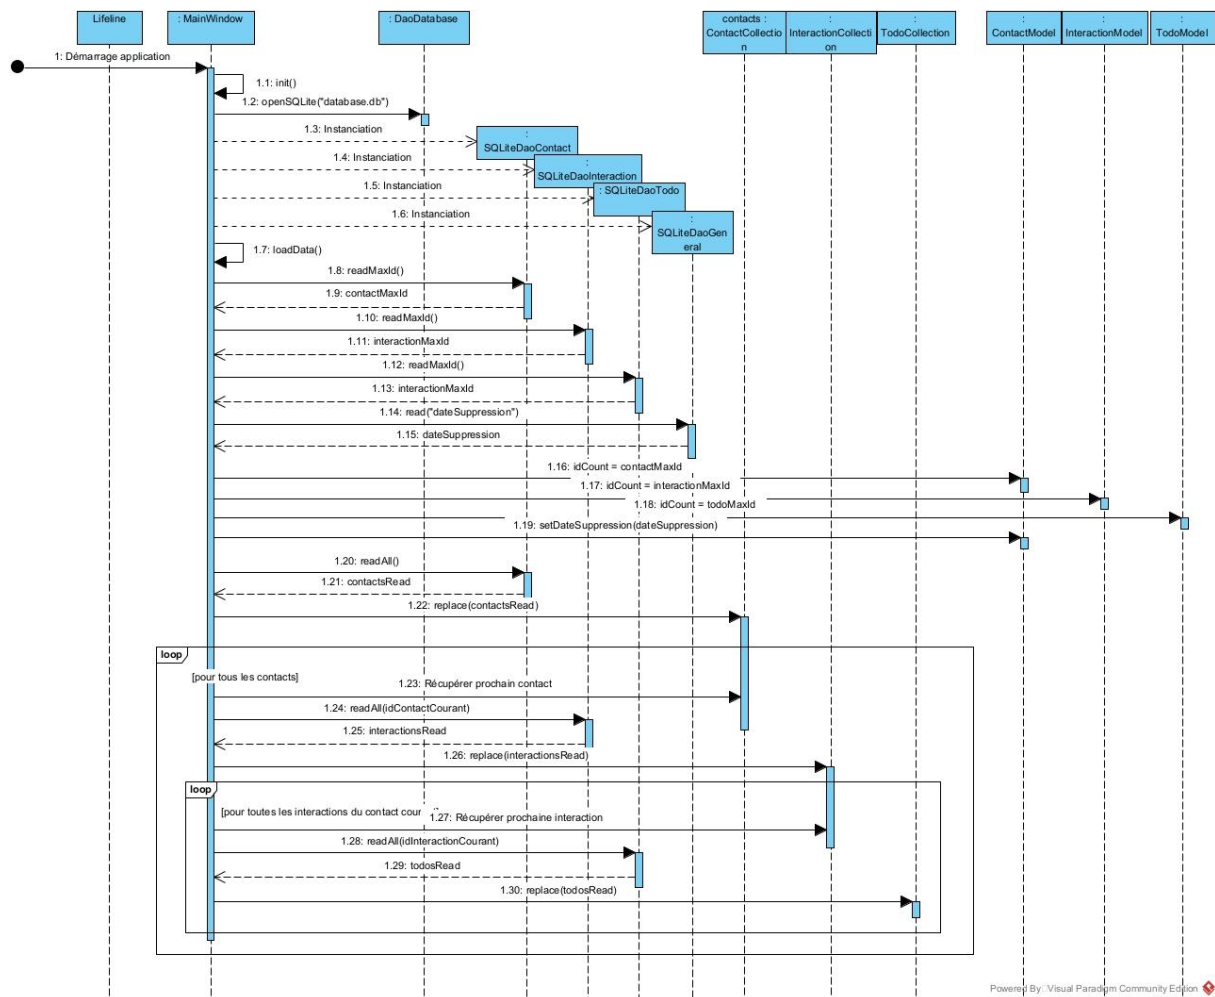 Lifeline
: MainWindow
: DaoDatabase
contacts :
ContactCollectio
n
:
InteractionCollecti
on
:
TodoCollection
:
ContactModel
:
InteractionModel
:
TodoModel
1: Démarrage application
1.1: init()
1.2: openSQLite("database.db")
1.3: Instanciation
:
SQLiteDaoContact
1.4: Instanciation
:
SQLiteDaoInteraction
1.5: Instanciation
: SQLiteDaoTodo
1.6: Instanciation
:
SQLiteDaoGen
eral
1.7: loadData()
1.8: readMaxId()
1.9: contactMaxId
1.10: readMaxId()
1.11: interactionMaxId
1.12: readMaxId()
1.13: interactionMaxId
1.14: read("dateSuppression")
1.15: dateSuppression
1.16: idCount = contactMaxId
1.17: idCount = interactionMaxId
1.18: idCount = todoMaxId
1.19: setDateSuppression(dateSuppression)
1.20: readAll()
1.21: contactsRead
1.22: replace(contactsRead)
loop
[pour tous les contacts]
1.23: Récupérer prochain contact
1.24: readAll(idContactCourant)
1.25: interactionsRead
1.26: replace(interactionsRead)
loop
[pour toutes les interactions du contact cour
1.27: Récupérer prochaine interaction
1.28: readAll(idInteractionCourant)
1.29: todosRead
1.30: replace(todosRead)
Powered By Visual Paradigm Community Edition